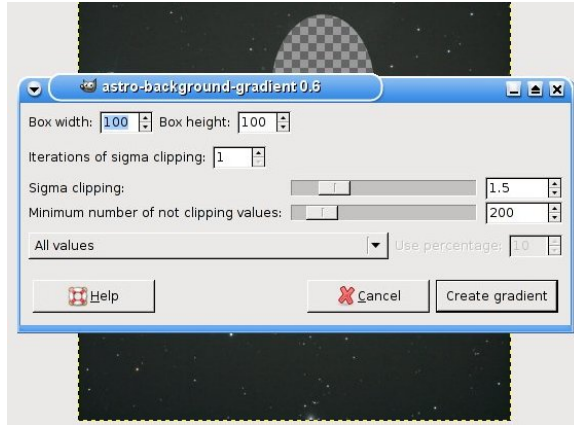 astro-background-gradient 0.6
Box width: 100 Box height: 100
Iterations of sigma clipping: 1
Sigma clipping: 1.5
Minimum number of not clipping values: 200
All values Use percentage: 10
Help Cancel Create gradient